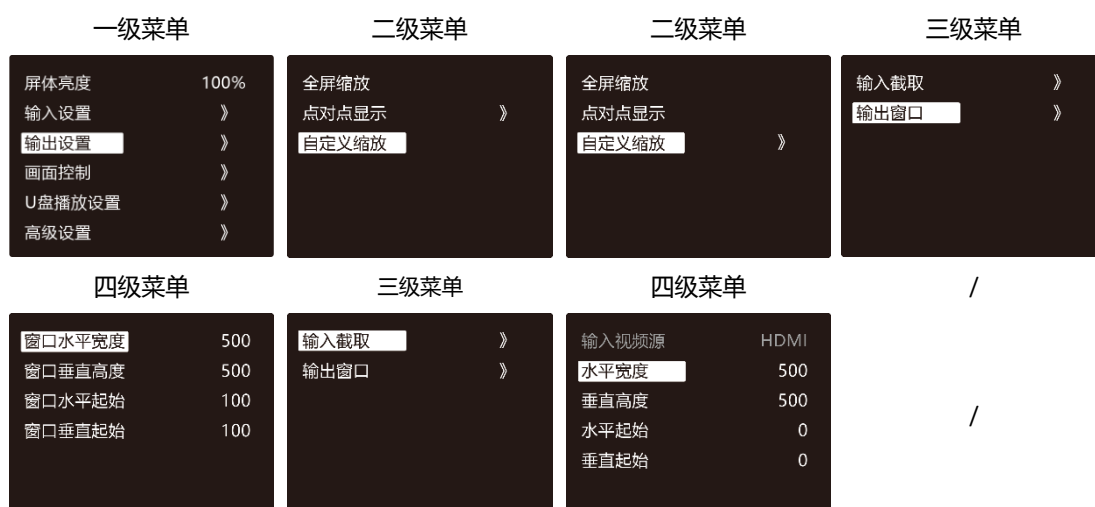 一级菜单
屏体亮度 100%
输入设置 》
输出设置 》
画面控制 》
U盘播放设置 》
高级设置 》
二级菜单
全屏缩放
点对点显示 》
自定义缩放
二级菜单
全屏缩放
点对点显示
自定义缩放 》
三级菜单
输入截取 》
输出窗口 》
四级菜单
窗口水平宽度 500
窗口垂直高度 500
窗口水平起始 100
窗口垂直起始 100
三级菜单
输入截取 》
输出窗口 》
四级菜单
输入视频源 HDMI
水平宽度 500
垂直高度 500
水平起始 0
垂直起始 0
/
/